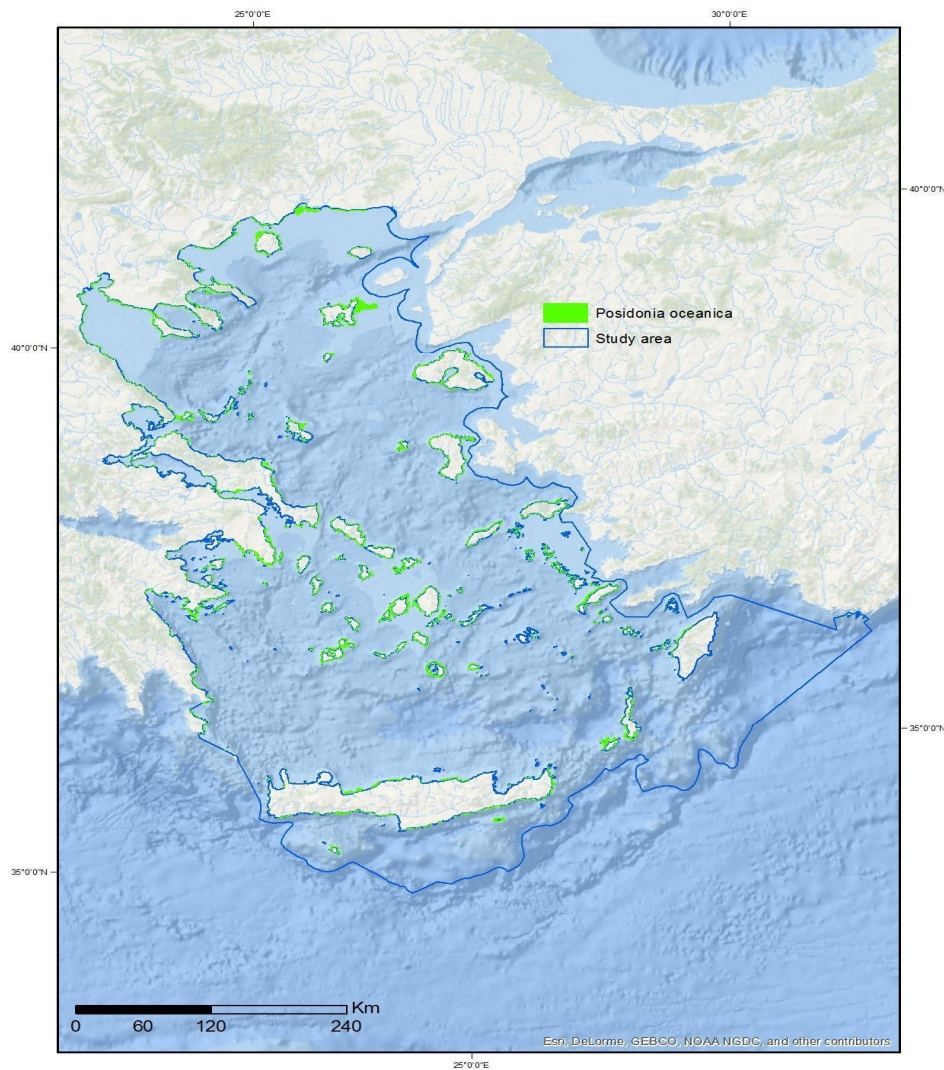 25°0'0"E
30°0'0"E
40°0'0"N
Posidonia oceanica
Study area
40°0'0"N
35°0'0"N
35°0'0"N
Km
0 60 120 240
Esri, DeLorme, GEBCO, NOAA NGDC, and other contributors
25°0'0"E